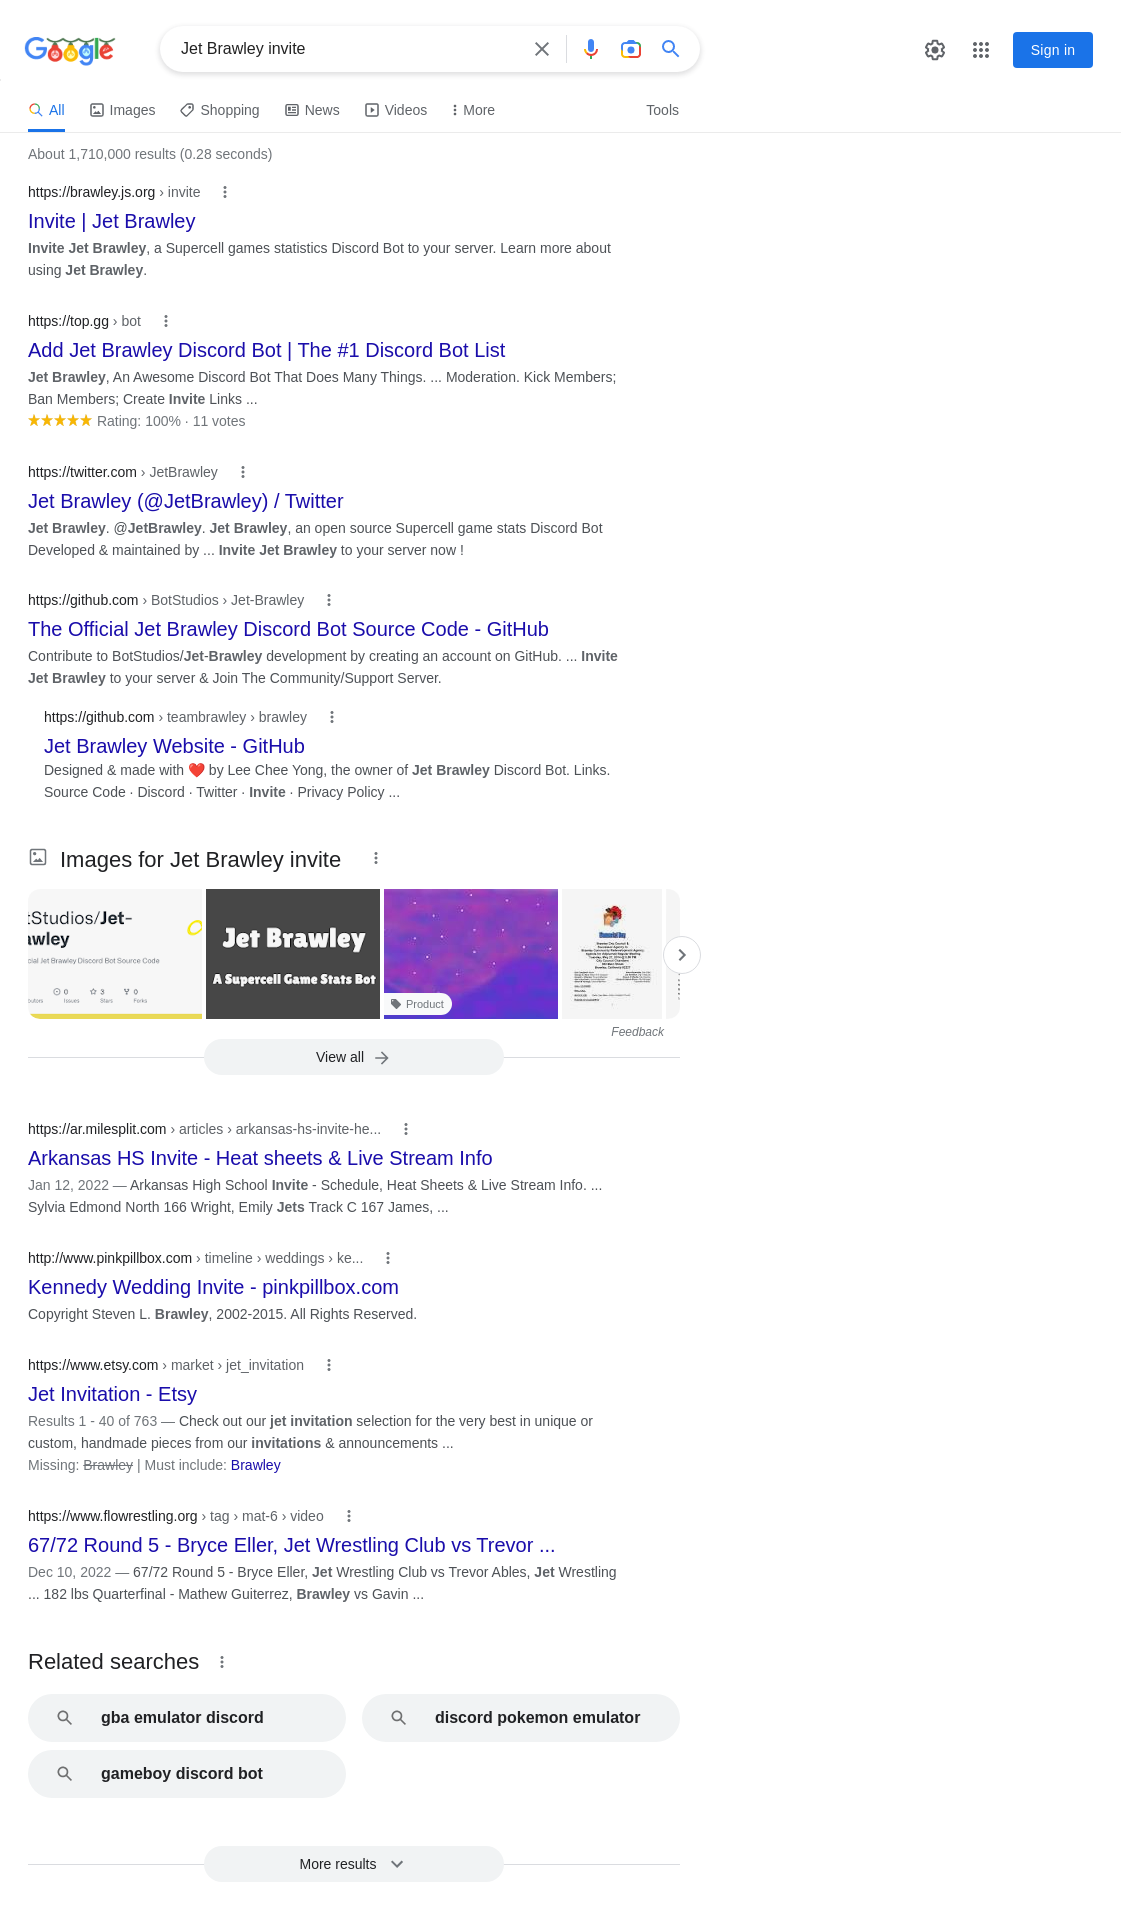 Google
Jet Brawley invite
Sign in
All Images Shopping News Videos More Tools
About 1,710,000 results (0.28 seconds)
https://brawley.js.org › invite
Invite | Jet Brawley
Invite Jet Brawley, a Supercell games statistics Discord Bot to your server. Learn more about
using Jet Brawley.
https://top.gg › bot
Add Jet Brawley Discord Bot | The #1 Discord Bot List
Jet Brawley, An Awesome Discord Bot That Does Many Things. ... Moderation. Kick Members;
Ban Members; Create Invite Links ...
Rating: 100% · 11 votes
https://twitter.com › JetBrawley
Jet Brawley (@JetBrawley) / Twitter
Jet Brawley. @JetBrawley. Jet Brawley, an open source Supercell game stats Discord Bot
Developed & maintained by ... Invite Jet Brawley to your server now !
https://github.com › BotStudios › Jet-Brawley
The Official Jet Brawley Discord Bot Source Code - GitHub
Contribute to BotStudios/Jet-Brawley development by creating an account on GitHub. ... Invite
Jet Brawley to your server & Join The Community/Support Server.
https://github.com › teambrawley › brawley
Jet Brawley Website - GitHub
Designed & made with ❤️ by Lee Chee Yong, the owner of Jet Brawley Discord Bot. Links.
Source Code · Discord · Twitter · Invite · Privacy Policy ...
Images for Jet Brawley invite
tStudios/Jet-
awley
cial Jet Brawley Discord Bot Source Code
0 3 0
butors Issues Stars Forks
Jet Brawley
A Supercell Game Stats Bot
Product
Memorial Day
Feedback
View all
https://ar.milesplit.com › articles › arkansas-hs-invite-he...
Arkansas HS Invite - Heat sheets & Live Stream Info
Jan 12, 2022 — Arkansas High School Invite - Schedule, Heat Sheets & Live Stream Info. ...
Sylvia Edmond North 166 Wright, Emily Jets Track C 167 James, ...
http://www.pinkpillbox.com › timeline › weddings › ke...
Kennedy Wedding Invite - pinkpillbox.com
Copyright Steven L. Brawley, 2002-2015. All Rights Reserved.
https://www.etsy.com › market › jet_invitation
Jet Invitation - Etsy
Results 1 - 40 of 763 — Check out our jet invitation selection for the very best in unique or
custom, handmade pieces from our invitations & announcements ...
Missing: Brawley | Must include: Brawley
https://www.flowrestling.org › tag › mat-6 › video
67/72 Round 5 - Bryce Eller, Jet Wrestling Club vs Trevor ...
Dec 10, 2022 — 67/72 Round 5 - Bryce Eller, Jet Wrestling Club vs Trevor Ables, Jet Wrestling
... 182 lbs Quarterfinal - Mathew Guiterrez, Brawley vs Gavin ...
Related searches
gba emulator discord
discord pokemon emulator
gameboy discord bot
More results